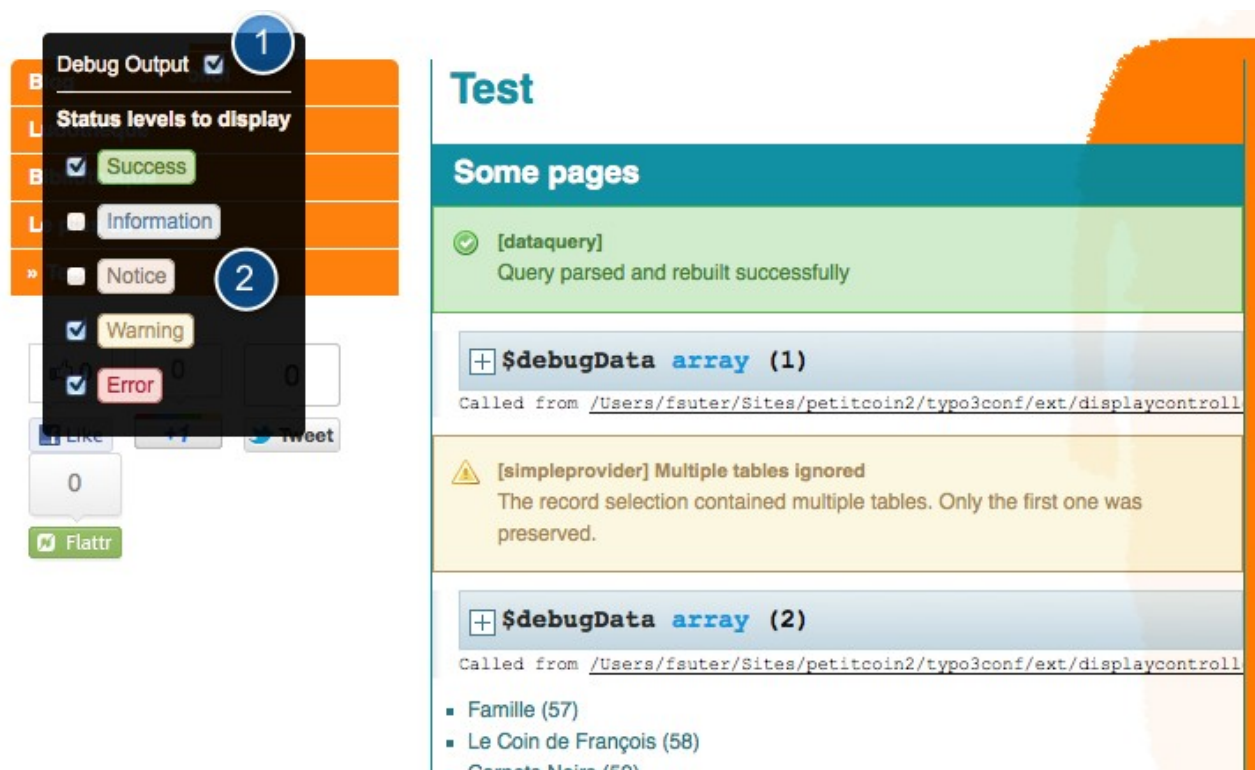 1
Debug Output
Status levels to display
Success
Information
Notice
2
Warning
Error
0
0
0
Like
+1
Tweet
0
Flattr
Test
Some pages
[dataquery]
Query parsed and rebuilt successfully
$debugData array (1)
Called from /Users/fsuter/Sites/petitcoin2/typo3conf/ext/displaycontroll
[simpleprovider] Multiple tables ignored
The record selection contained multiple tables. Only the first one was
preserved.
$debugData array (2)
Called from /Users/fsuter/Sites/petitcoin2/typo3conf/ext/displaycontroll
Famille (57)
Le Coin de François (58)